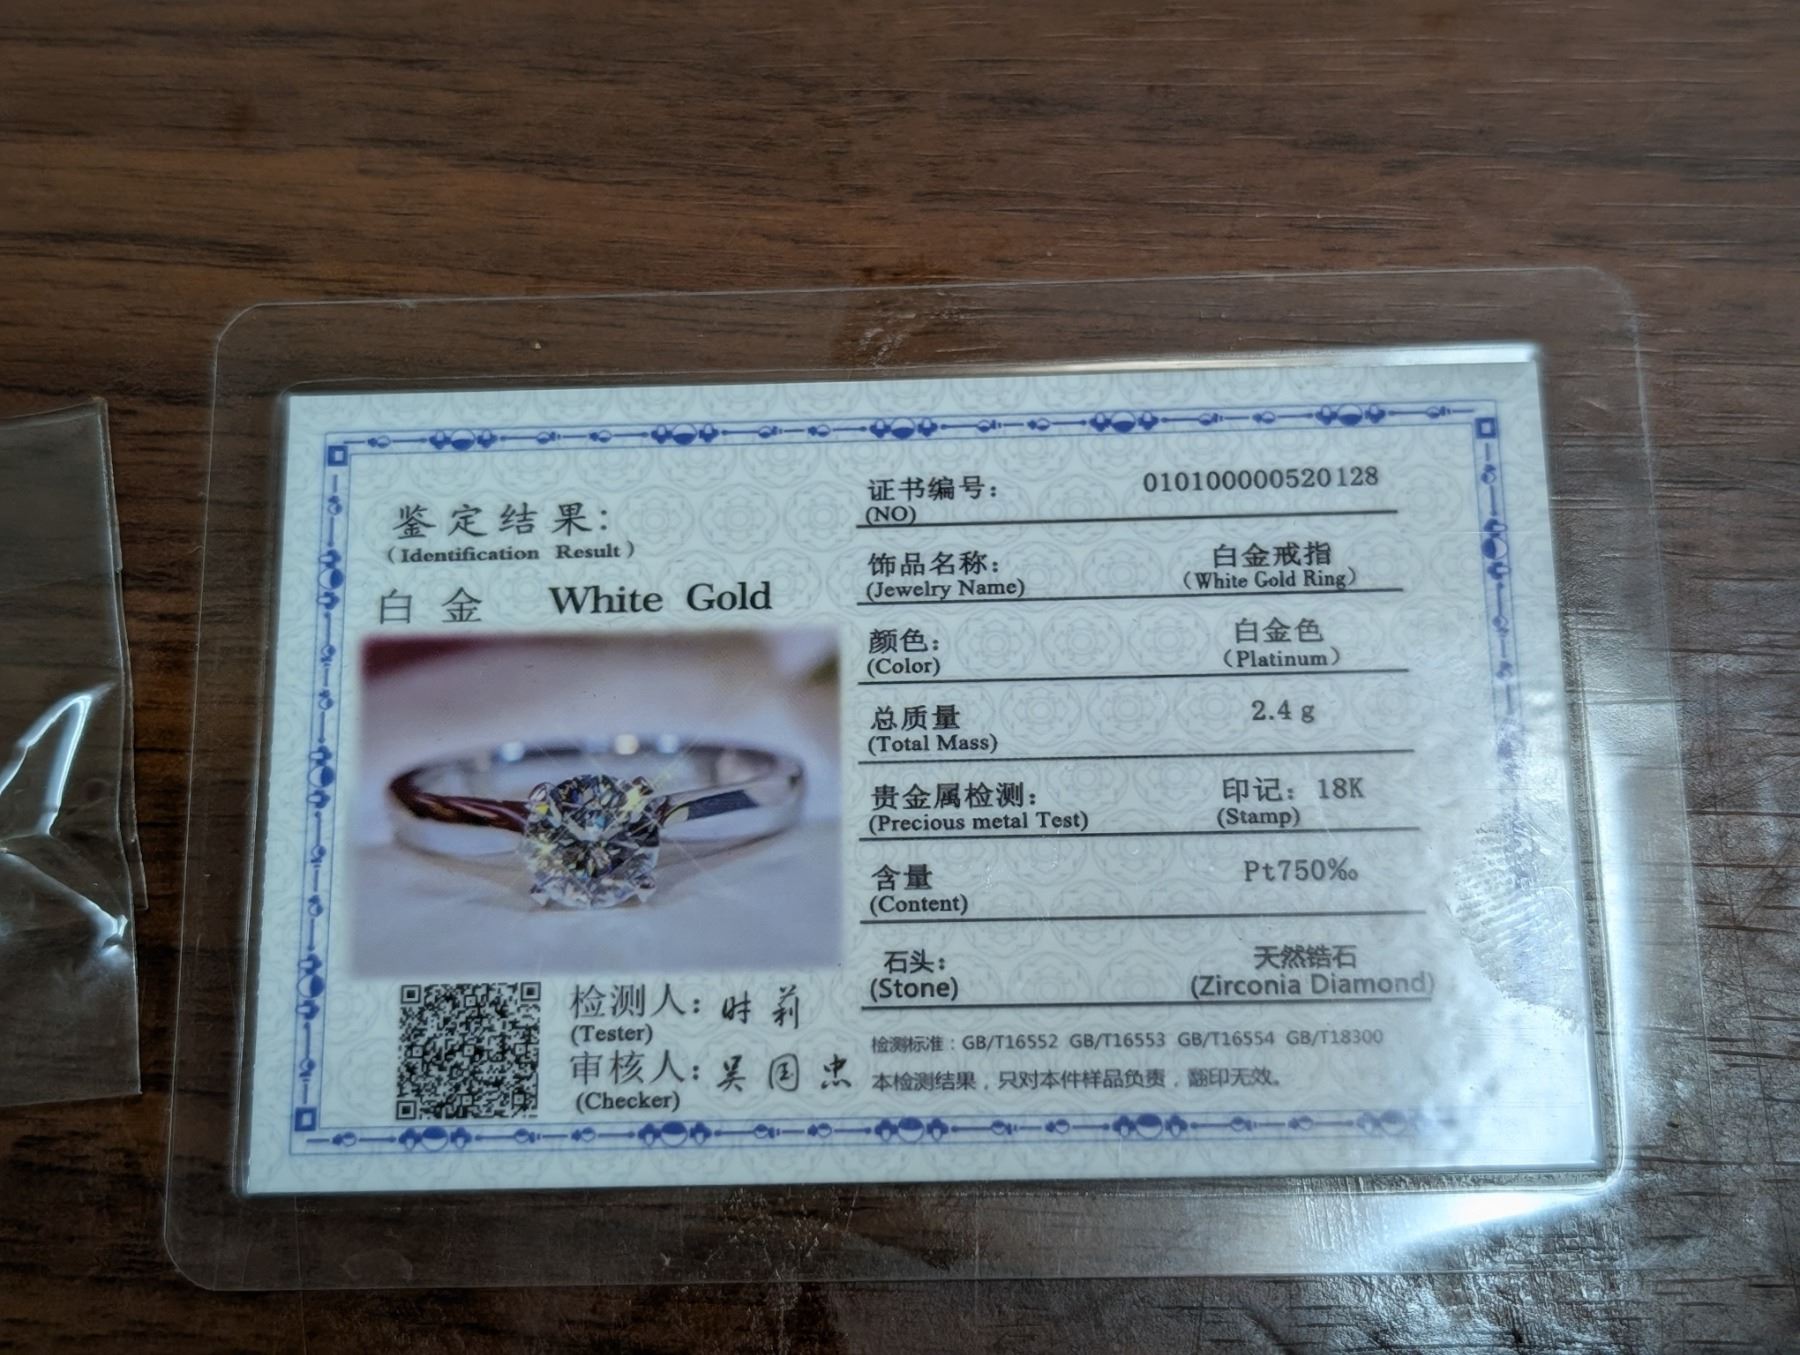 鉴定结果：
(Identification Result)
白金 White Gold
检测人：时莉
(Tester)
审核人：吴国忠
(Checker)
证书编号： 010100000520128
(NO)
饰品名称： 白金戒指
(Jewelry Name) (White Gold Ring)
颜色： 白金色
(Color) (Platinum)
总质量 2.4 g
(Total Mass)
贵金属检测： 印记：18K
(Precious metal Test) (Stamp)
含量 Pt750‰
(Content)
石头： 天然锆石
(Stone) (Zirconia Diamond)
检测标准：GB/T16552 GB/T16553 GB/T16554 GB/T18300
本检测结果，只对本件样品负责，翻印无效。